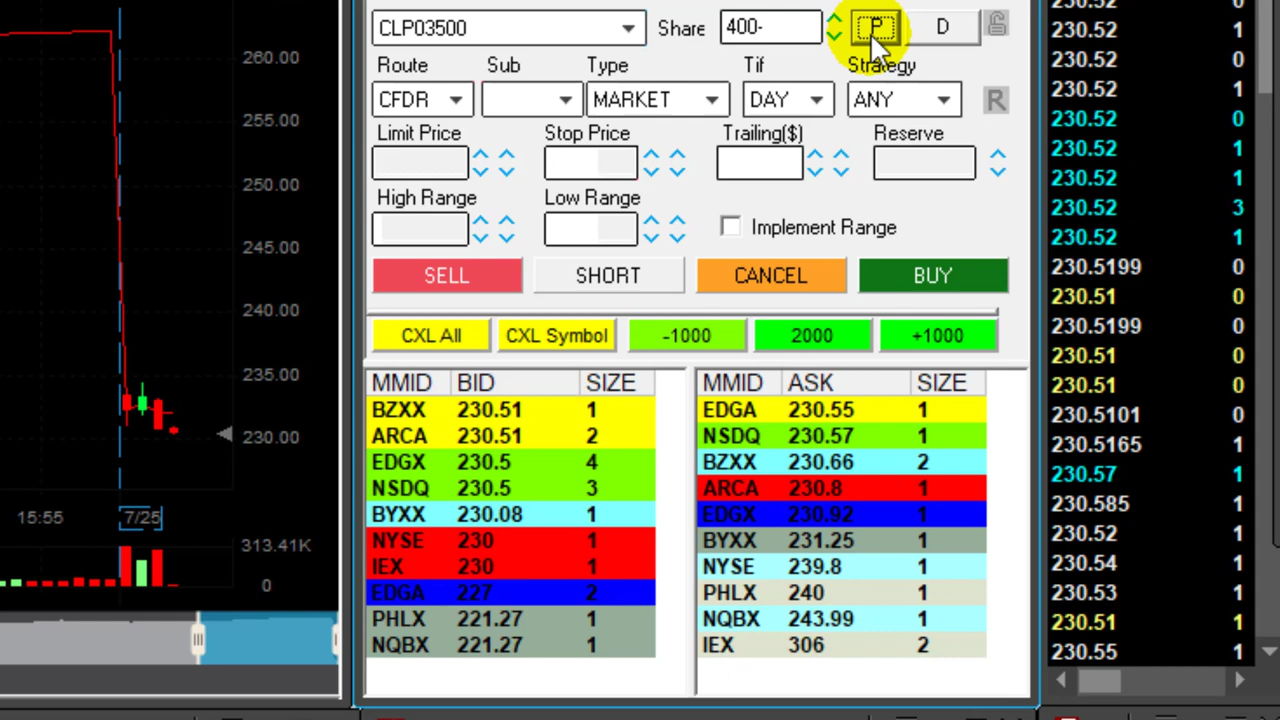 260.00
255.00
250.00
245.00
240.00
235.00
230.00
15:55 7/25
313.41K
0
CLP03500 Share 400- P D
Route Sub Type Tif Strategy
CFDR MARKET DAY ANY R
Limit Price Stop Price Trailing($) Reserve
High Range Low Range
Implement Range
SELL SHORT CANCEL BUY
CXL All CXL Symbol -1000 2000 +1000
MMID BID SIZE
BZXX 230.51 1
ARCA 230.51 2
EDGX 230.5 4
NSDQ 230.5 3
BYXX 230.08 1
NYSE 230 1
IEX 230 1
EDGA 227 2
PHLX 221.27 1
NQBX 221.27 1
MMID ASK SIZE
EDGA 230.55 1
NSDQ 230.57 1
BZXX 230.66 2
ARCA 230.8 1
EDGX 230.92 1
BYXX 231.25 1
NYSE 239.8 1
PHLX 240 1
NQBX 243.99 1
IEX 306 2
230.52 1
230.52 0
230.52 1
230.52 0
230.52 1
230.52 1
230.52 3
230.52 1
230.5199 0
230.51 0
230.5199 0
230.51 0
230.51 0
230.5101 0
230.5165 1
230.57 1
230.585 1
230.52 1
230.54 1
230.53 1
230.51 1
230.55 1